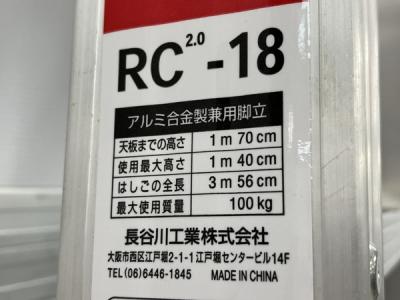 RC2.0-18
アルミ合金製兼用脚立
天板までの高さ 1m 70cm
使用最大高さ 1m 40cm
はしごの全長 3m 56cm
最大使用質量 100kg
長谷川工業株式会社
大阪市西区江戸堀2-1-1江戸堀センタービル14F
TEL(06)6446-1845 MADE IN CHINA